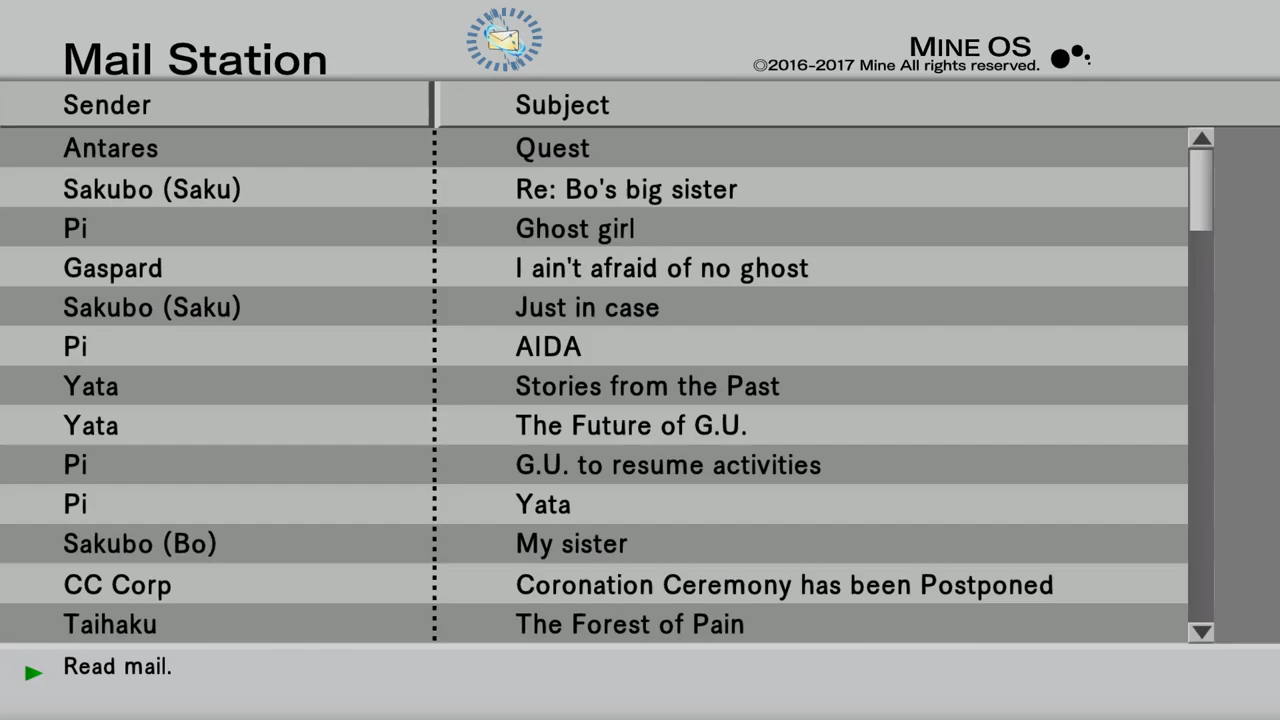 Mail Station
MINE OS
©2016-2017 Mine All rights reserved.
Sender Subject
Antares Quest
Sakubo (Saku) Re: Bo's big sister
Pi Ghost girl
Gaspard I ain't afraid of no ghost
Sakubo (Saku) Just in case
Pi AIDA
Yata Stories from the Past
Yata The Future of G.U.
Pi G.U. to resume activities
Pi Yata
Sakubo (Bo) My sister
CC Corp Coronation Ceremony has been Postponed
Taihaku The Forest of Pain
Read mail.